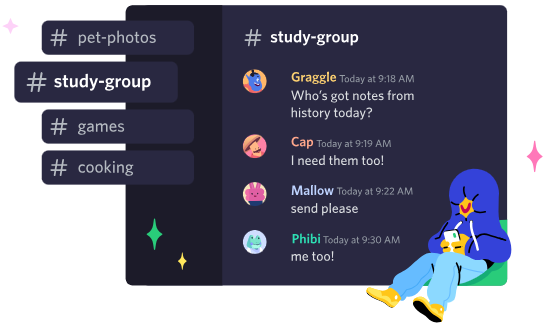 # pet-photos
# study-group
# games
# cooking
# study-group
Graggle Today at 9:18 AM
Who's got notes from
history today?
Cap Today at 9:19 AM
I need them too!
Mallow Today at 9:22 AM
send please
Phibi Today at 9:30 AM
me too!